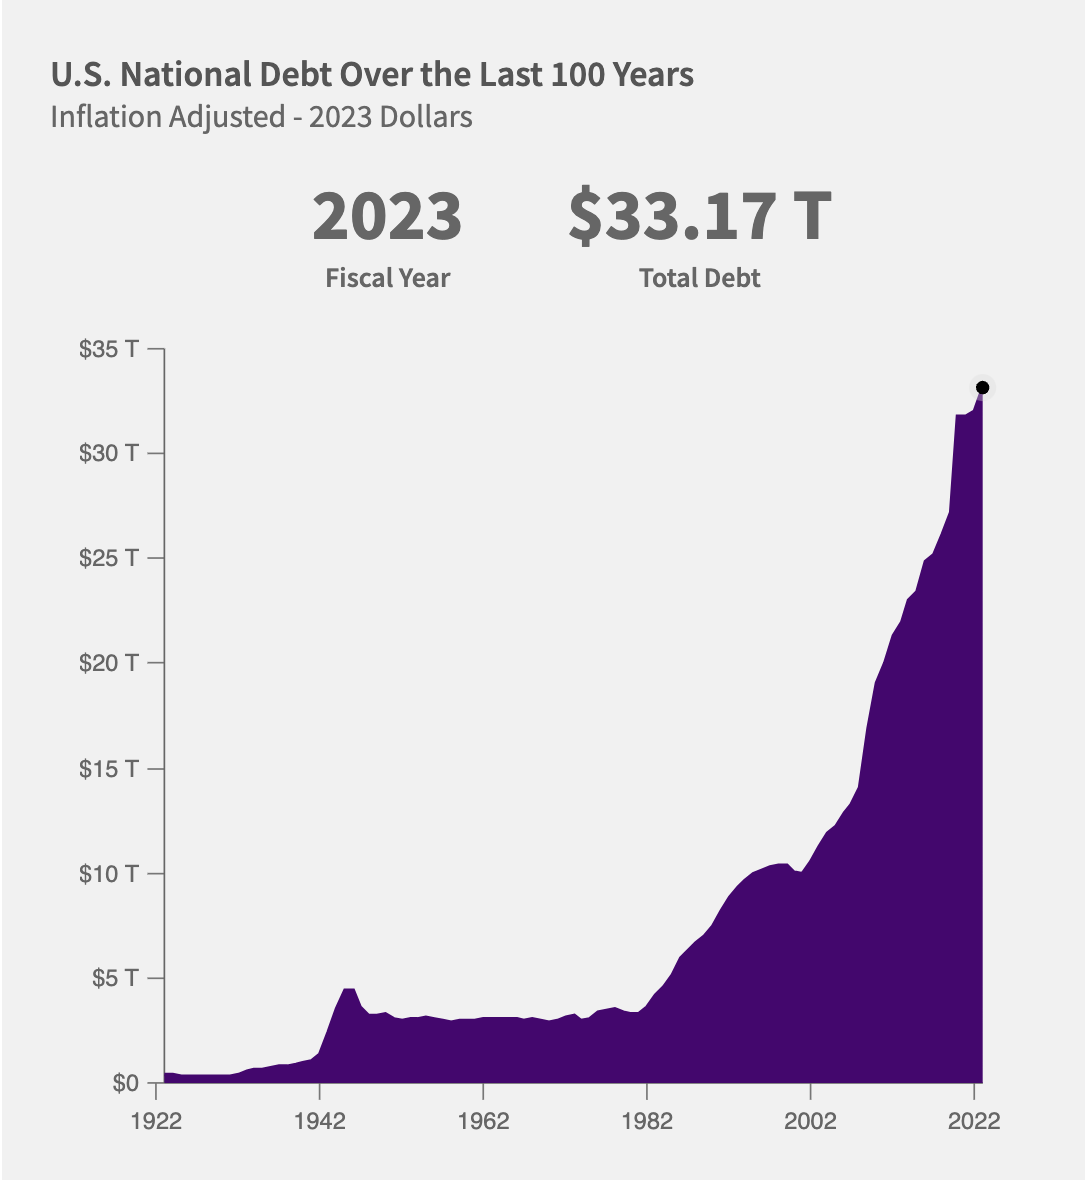 U.S. National Debt Over the Last 100 Years
Inflation Adjusted - 2023 Dollars
2023 $33.17 T
Fiscal Year Total Debt
$35 T
$30 T
$25 T
$20 T
$15 T
$10 T
$5 T
$0
1922 1942 1962 1982 2002 2022